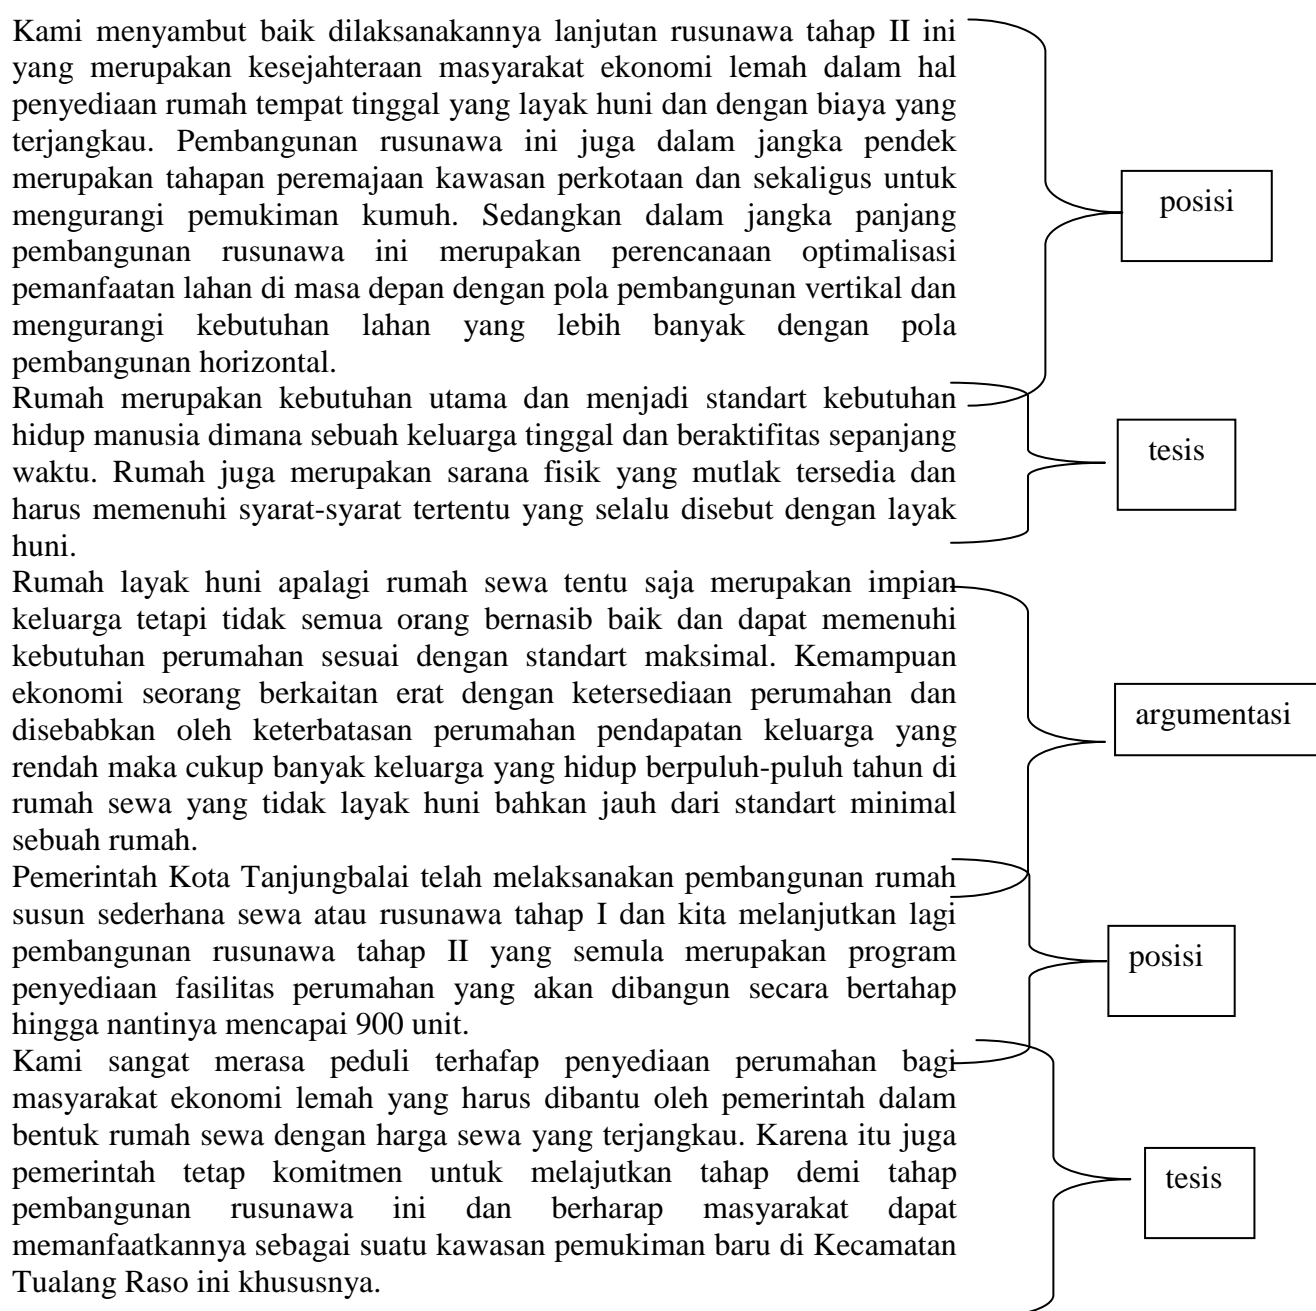 Kami menyambut baik dilaksanakannya lanjutan rusunawa tahap II ini
yang merupakan kesejahteraan masyarakat ekonomi lemah dalam hal
penyediaan rumah tempat tinggal yang layak huni dan dengan biaya yang
terjangkau. Pembangunan rusunawa ini juga dalam jangka pendek
merupakan tahapan peremajaan kawasan perkotaan dan sekaligus untuk
mengurangi pemukiman kumuh. Sedangkan dalam jangka panjang
pembangunan rusunawa ini merupakan perencanaan optimalisasi
pemanfaatan lahan di masa depan dengan pola pembangunan vertikal dan
mengurangi kebutuhan lahan yang lebih banyak dengan pola
pembangunan horizontal.
posisi
Rumah merupakan kebutuhan utama dan menjadi standart kebutuhan
hidup manusia dimana sebuah keluarga tinggal dan beraktifitas sepanjang
waktu. Rumah juga merupakan sarana fisik yang mutlak tersedia dan
harus memenuhi syarat-syarat tertentu yang selalu disebut dengan layak
huni.
tesis
Rumah layak huni apalagi rumah sewa tentu saja merupakan impian
keluarga tetapi tidak semua orang bernasib baik dan dapat memenuhi
kebutuhan perumahan sesuai dengan standart maksimal. Kemampuan
ekonomi seorang berkaitan erat dengan ketersediaan perumahan dan
disebabkan oleh keterbatasan perumahan pendapatan keluarga yang
rendah maka cukup banyak keluarga yang hidup berpuluh-puluh tahun di
rumah sewa yang tidak layak huni bahkan jauh dari standart minimal
sebuah rumah.
argumentasi
Pemerintah Kota Tanjungbalai telah melaksanakan pembangunan rumah
susun sederhana sewa atau rusunawa tahap I dan kita melanjutkan lagi
pembangunan rusunawa tahap II yang semula merupakan program
penyediaan fasilitas perumahan yang akan dibangun secara bertahap
hingga nantinya mencapai 900 unit.
posisi
Kami sangat merasa peduli terhafap penyediaan perumahan bagi
masyarakat ekonomi lemah yang harus dibantu oleh pemerintah dalam
bentuk rumah sewa dengan harga sewa yang terjangkau. Karena itu juga
pemerintah tetap komitmen untuk melajutkan tahap demi tahap
pembangunan rusunawa ini dan berharap masyarakat dapat
memanfaatkannya sebagai suatu kawasan pemukiman baru di Kecamatan
Tualang Raso ini khususnya.
tesis